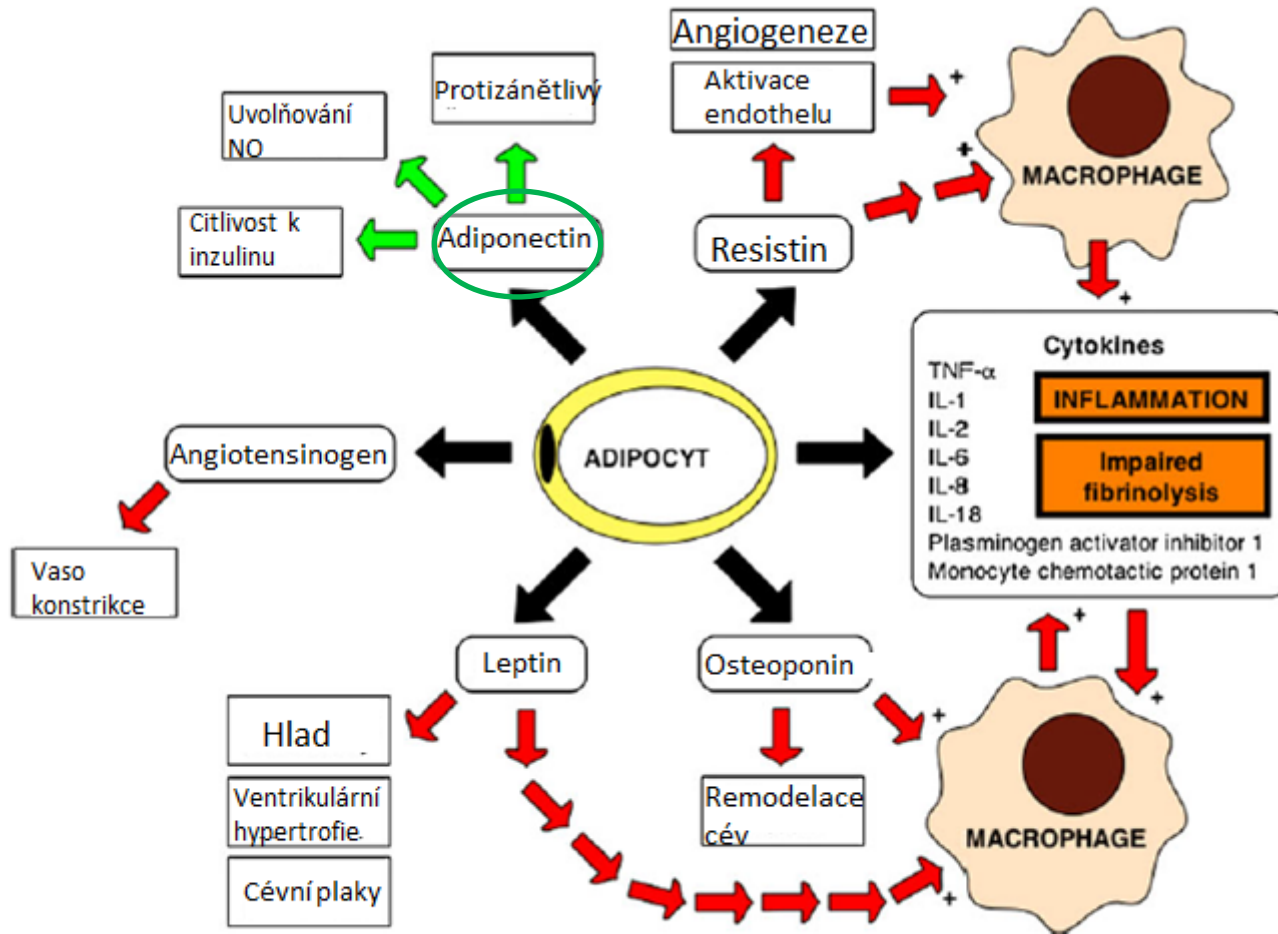 Angiogeneze
Protizánětlivý
Aktivace
endothelu
+
Uvolňování
NO
+
MACROPHAGE
Citlivost k
inzulinu
Adiponectin
Resistin
+
Cytokines
TNF-α
IL-1
IL-2
IL-6
IL-8
IL-18
Plasminogen activator inhibitor 1
Monocyte chemotactic protein 1
INFLAMMATION
Impaired
fibrinolysis
Angiotensinogen
ADIPOCYT
Vaso
konstrikce
+
+
Leptin
Osteoponin
+
Hlad
Ventrikulární
hypertrofie.
Cévní plaky
Remodelace
cév
MACROPHAGE
+